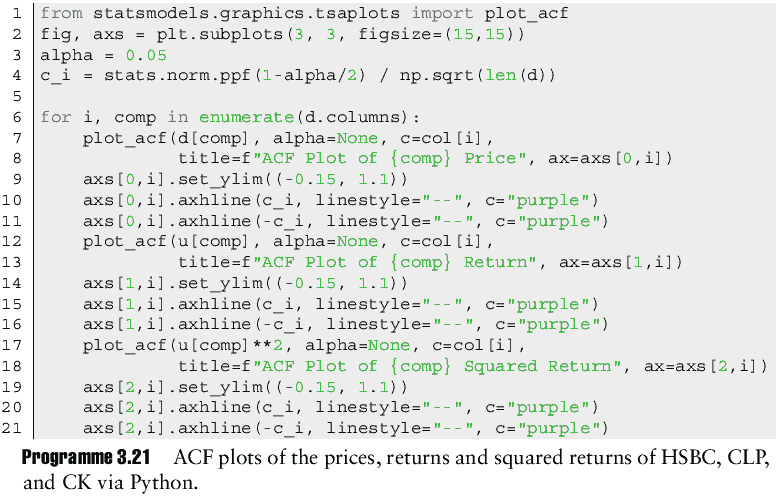 1 from statsmodels.graphics.tsaplots import plot_acf
2 fig, axs = plt.subplots(3, 3, figsize=(15,15))
3 alpha = 0.05
4 c_i = stats.norm.ppf(1-alpha/2) / np.sqrt(len(d))
5
6 for i, comp in enumerate(d.columns):
7     plot_acf(d[comp], alpha=None, c=col[i],
8              title=f"ACF Plot of {comp} Price", ax=axs[0,i])
9     axs[0,i].set_ylim((-0.15, 1.1))
10     axs[0,i].axhline(c_i, linestyle="--", c="purple")
11     axs[0,i].axhline(-c_i, linestyle="--", c="purple")
12     plot_acf(u[comp], alpha=None, c=col[i],
13              title=f"ACF Plot of {comp} Return", ax=axs[1,i])
14     axs[1,i].set_ylim((-0.15, 1.1))
15     axs[1,i].axhline(c_i, linestyle="--", c="purple")
16     axs[1,i].axhline(-c_i, linestyle="--", c="purple")
17     plot_acf(u[comp]**2, alpha=None, c=col[i],
18              title=f"ACF Plot of {comp} Squared Return", ax=axs[2,i])
19     axs[2,i].set_ylim((-0.15, 1.1))
20     axs[2,i].axhline(c_i, linestyle="--", c="purple")
21     axs[2,i].axhline(-c_i, linestyle="--", c="purple")
Programme 3.21 ACF plots of the prices, returns and squared returns of HSBC, CLP,
and CK via Python.